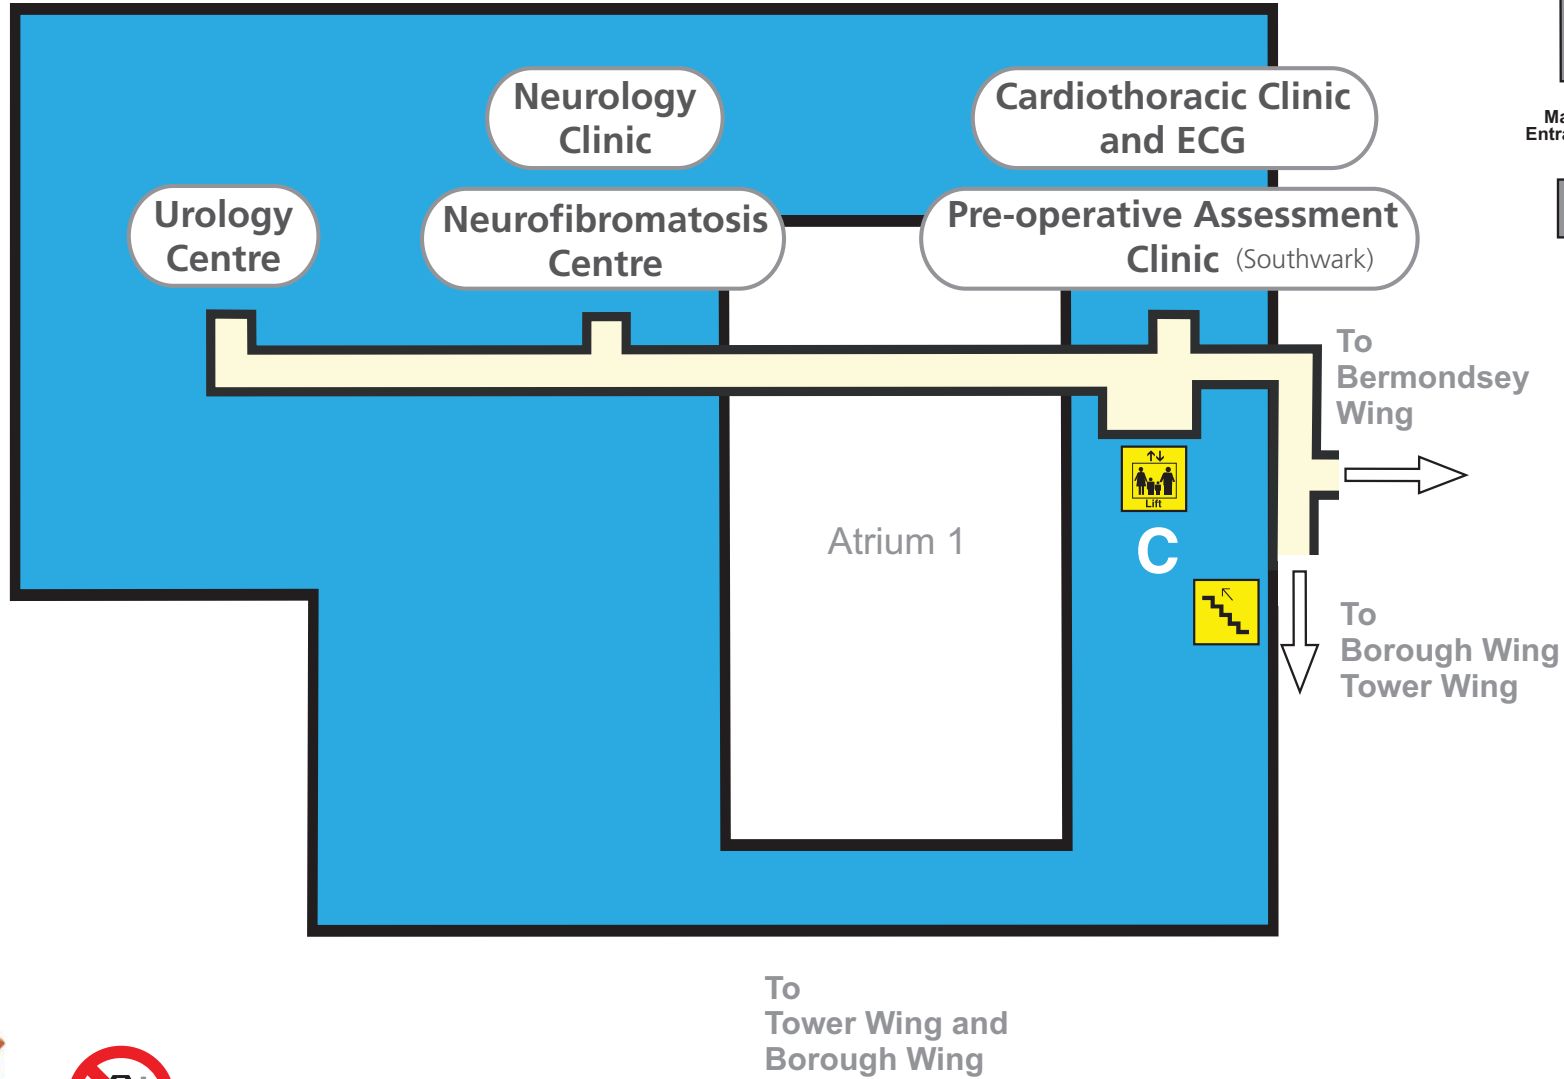 Neurology
Clinic
Cardiothoracic Clinic
and ECG
Urology
Centre
Neurofibromatosis
Centre
Pre-operative Assessment
Clinic (Southwark)
To
Bermondsey
Wing
Lift
C
Atrium 1
To
Borough Wing
Tower Wing
To
Tower Wing and
Borough Wing